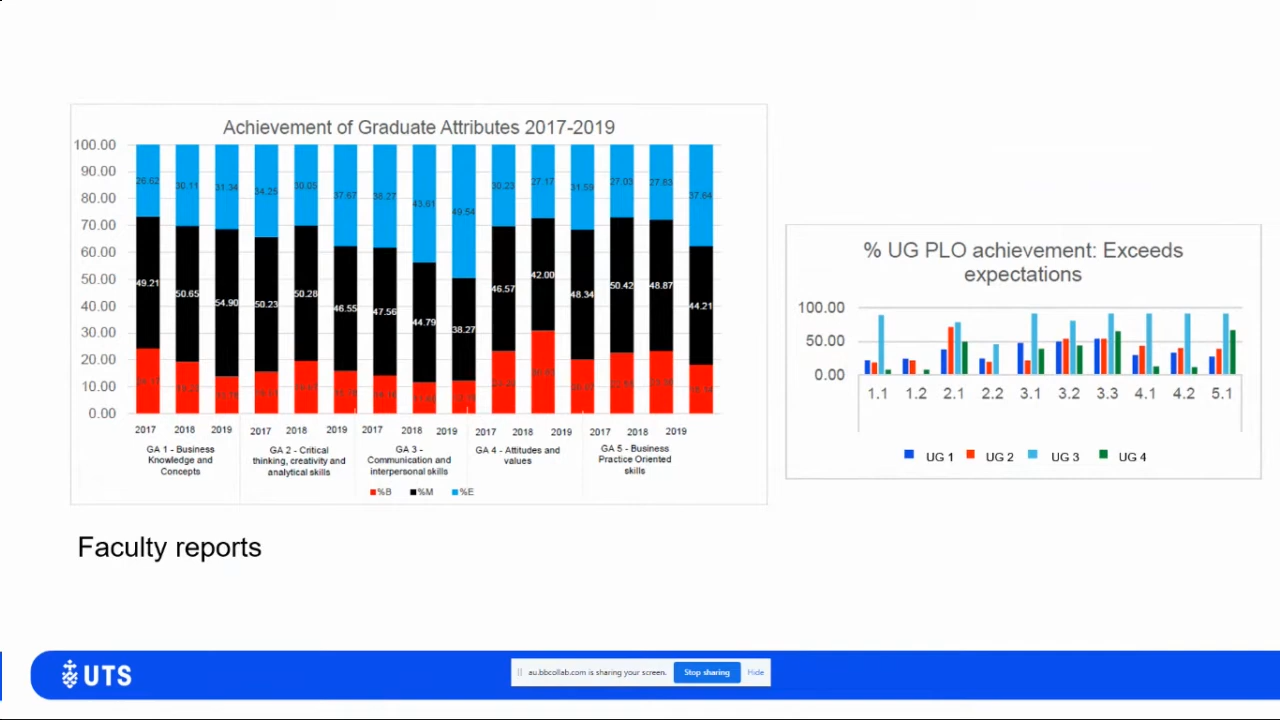 Achievement of Graduate Attributes 2017-2019
100.00
90.00
80.00
70.00
60.00
50.00
40.00
30.00
20.00
10.00
0.00
26.62 30.11 31.34 34.25 30.05 37.67 38.27 43.61 49.54 30.23 27.17 31.59 27.03 27.83 37.64
49.21 50.65 54.90 50.23 50.28 46.55 47.56 44.79 38.27 46.57 42.00 48.34 50.42 48.87 44.21
2017 2018 2019 2017 2018 2019 2017 2018 2019 2017 2018 2019 2017 2018 2019
GA 1 - Business
Knowledge and
Concepts
GA 2 - Critical
thinking, creativity and
analytical skills
GA 3 -
Communication and
interpersonal skills
GA 4 - Attitudes and
values
GA 5 - Business
Practice Oriented
skills
%B %M %E
% UG PLO achievement: Exceeds
expectations
100.00
50.00
0.00
1.1 1.2 2.1 2.2 3.1 3.2 3.3 4.1 4.2 5.1
UG 1 UG 2 UG 3 UG 4
Faculty reports
UTS
au.bbcollab.com is sharing your screen. Stop sharing Hide